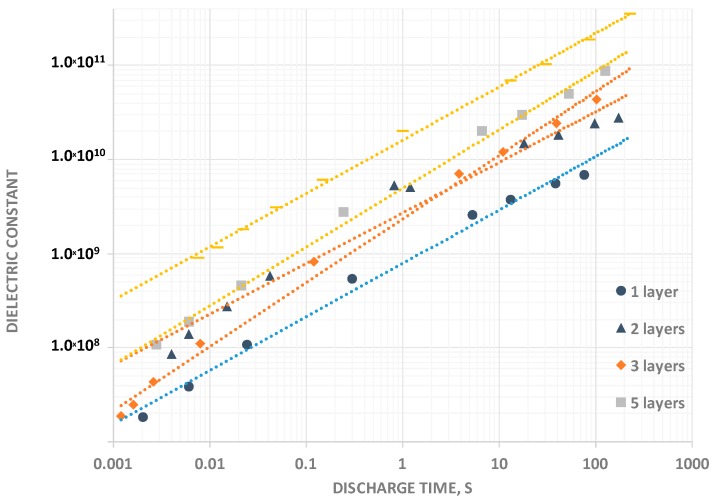 DIELECTRIC CONSTANT
1.0×10¹¹
1.0×10¹⁰
1.0×10⁹
1.0×10⁸
1 layer
2 layers
3 layers
5 layers
0.001 0.01 0.1 1 10 100 1000
DISCHARGE TIME, S